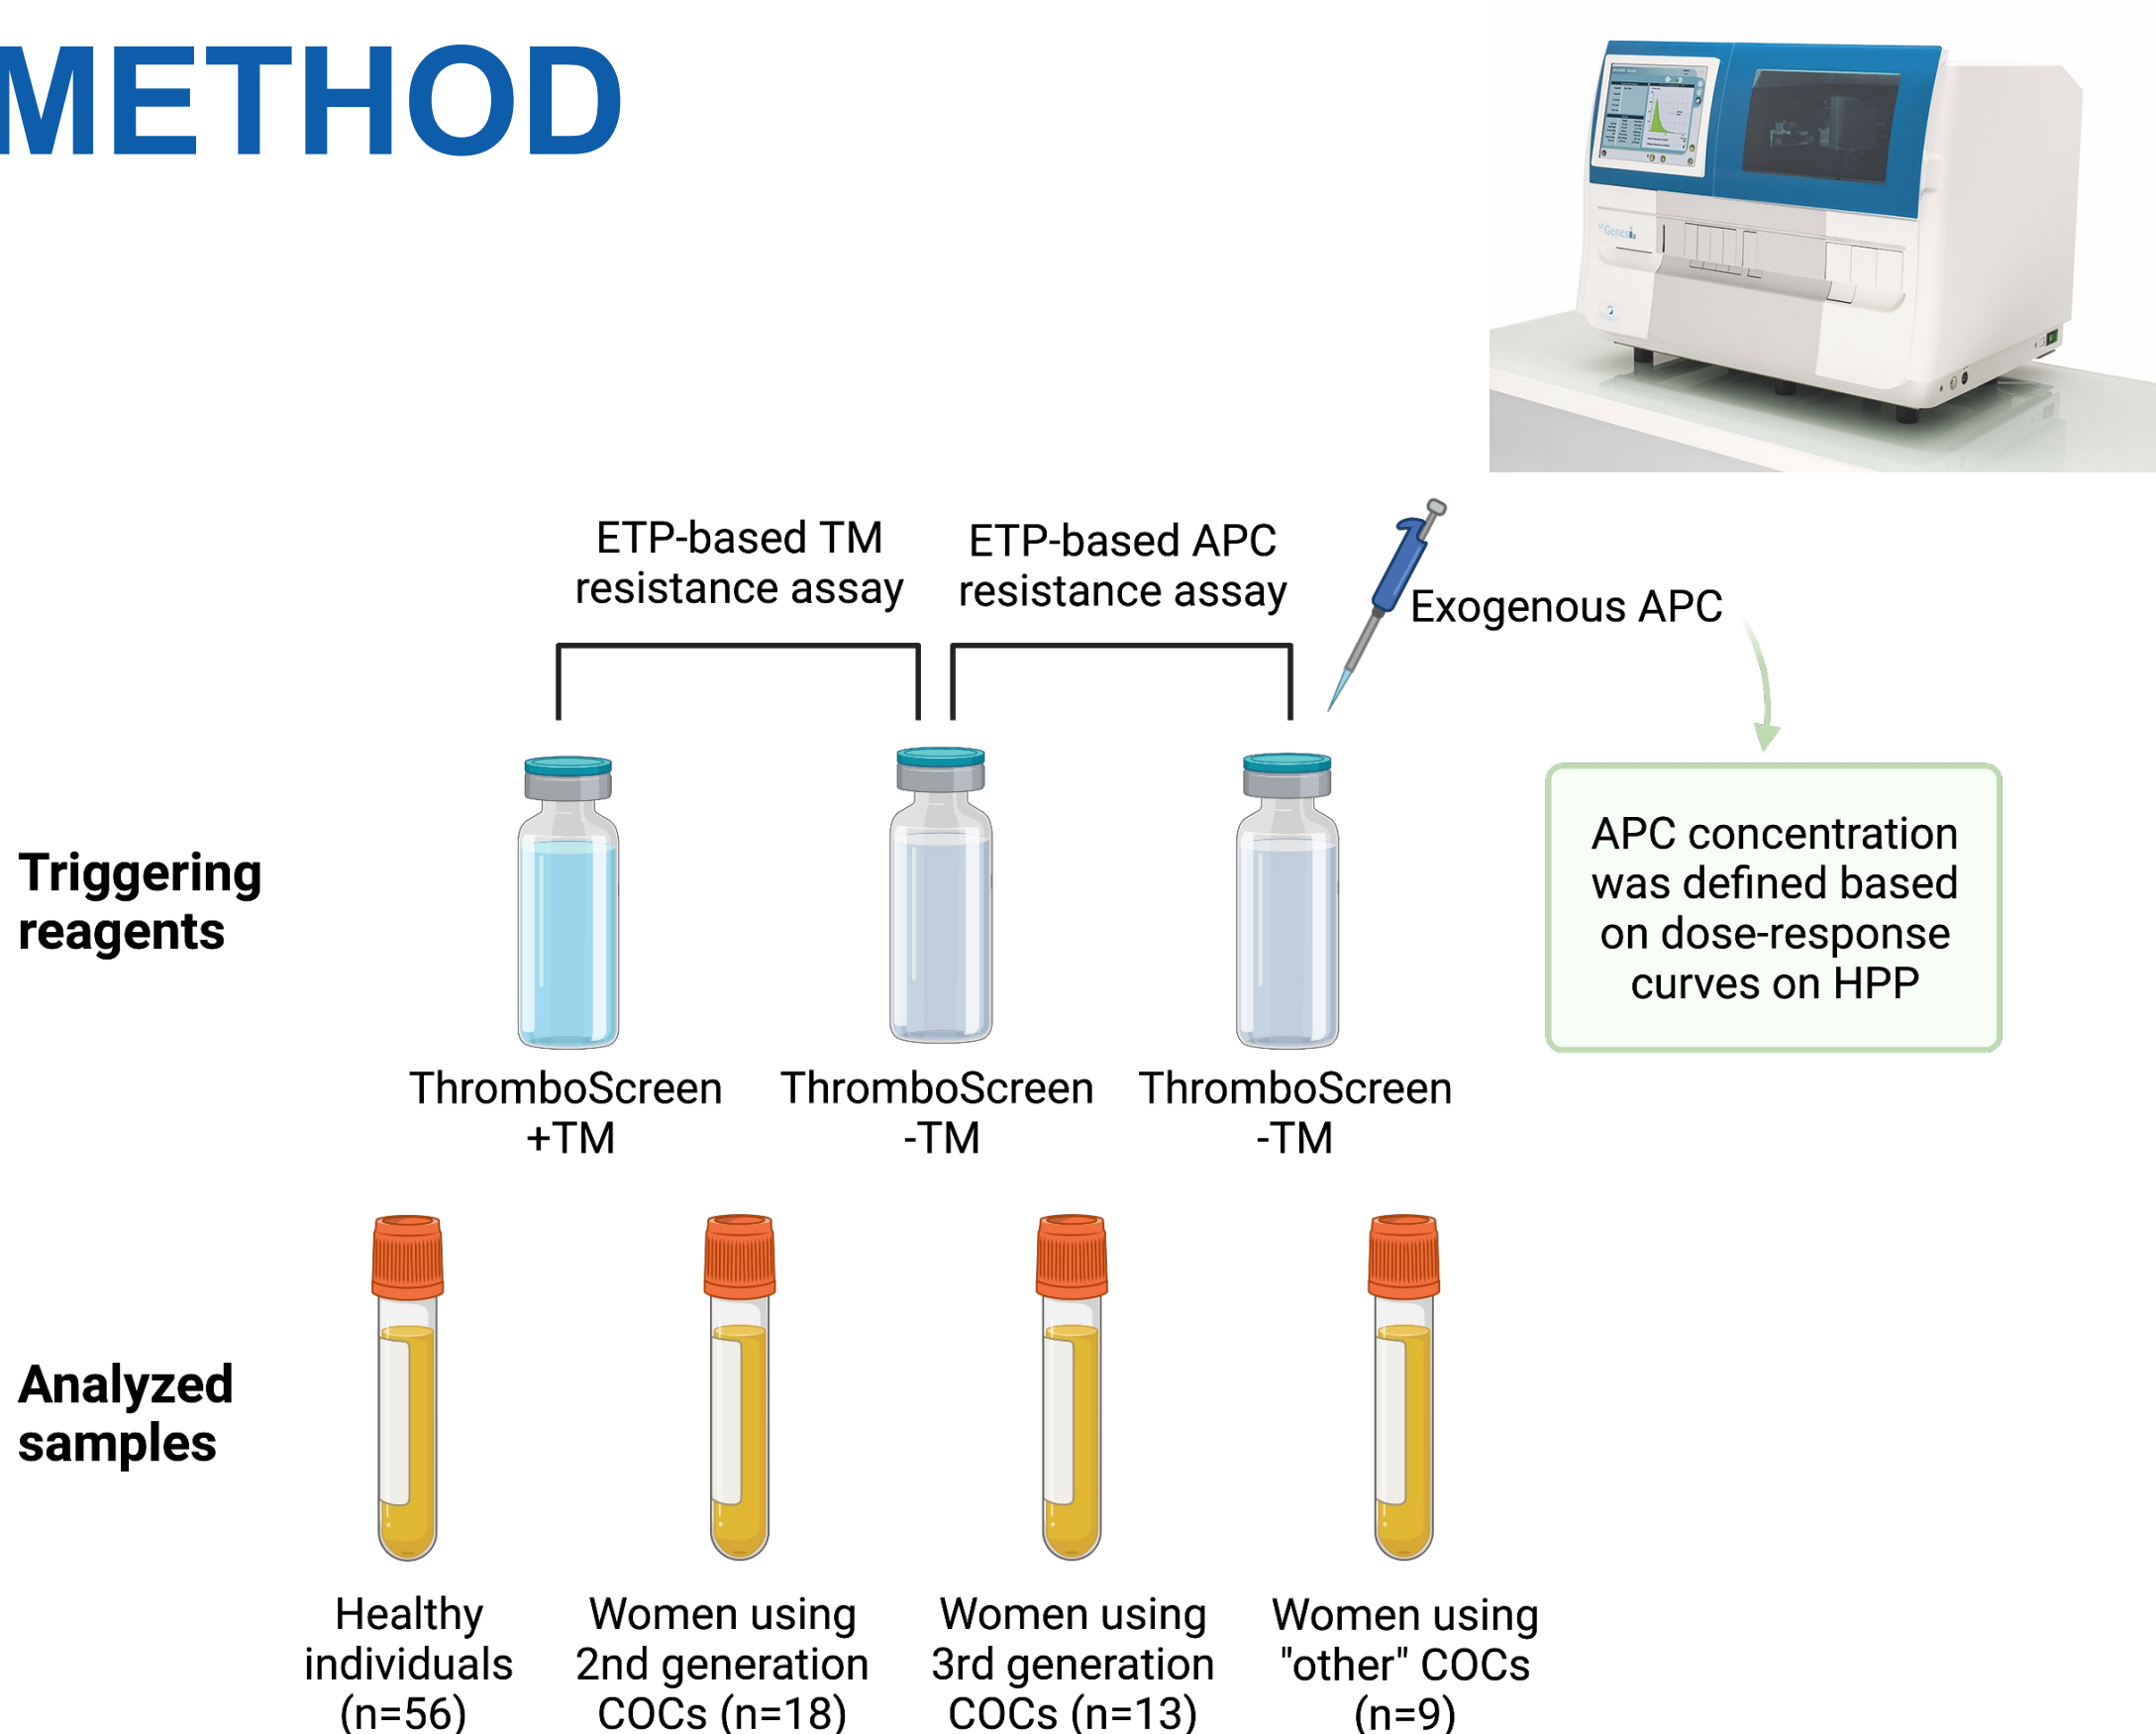 METHOD
ST Genesia
ETP-based TM
resistance assay
ETP-based APC
resistance assay
Exogenous APC
Triggering
reagents
APC concentration
was defined based
on dose-response
curves on HPP
ThromboScreen
+TM
ThromboScreen
-TM
ThromboScreen
-TM
Analyzed
samples
Healthy
individuals
(n=56)
Women using
2nd generation
COCs (n=18)
Women using
3rd generation
COCs (n=13)
Women using
"other" COCs
(n=9)